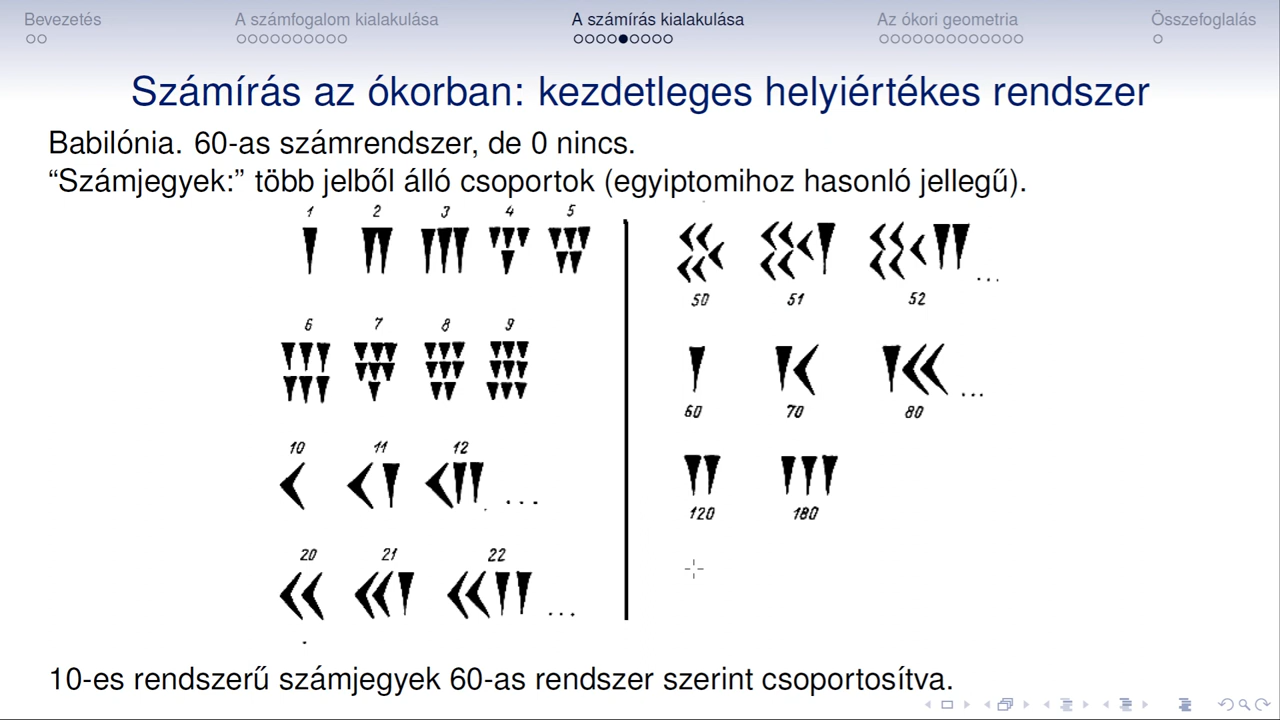 Bevezetés A számfogalom kialakulása A számírás kialakulása Az ókori geometria Összefoglalás
Számírás az ókorban: kezdetleges helyiértékes rendszer
Babilónia. 60-as számrendszer, de 0 nincs.
“Számjegyek:” több jelből álló csoportok (egyiptomihoz hasonló jellegű).
1 2 3 4 5
6 7 8 9
10 11 12 ...
20 21 22 ...
50 51 52 ...
60 70 80 ...
120 180
10-es rendszerű számjegyek 60-as rendszer szerint csoportosítva.